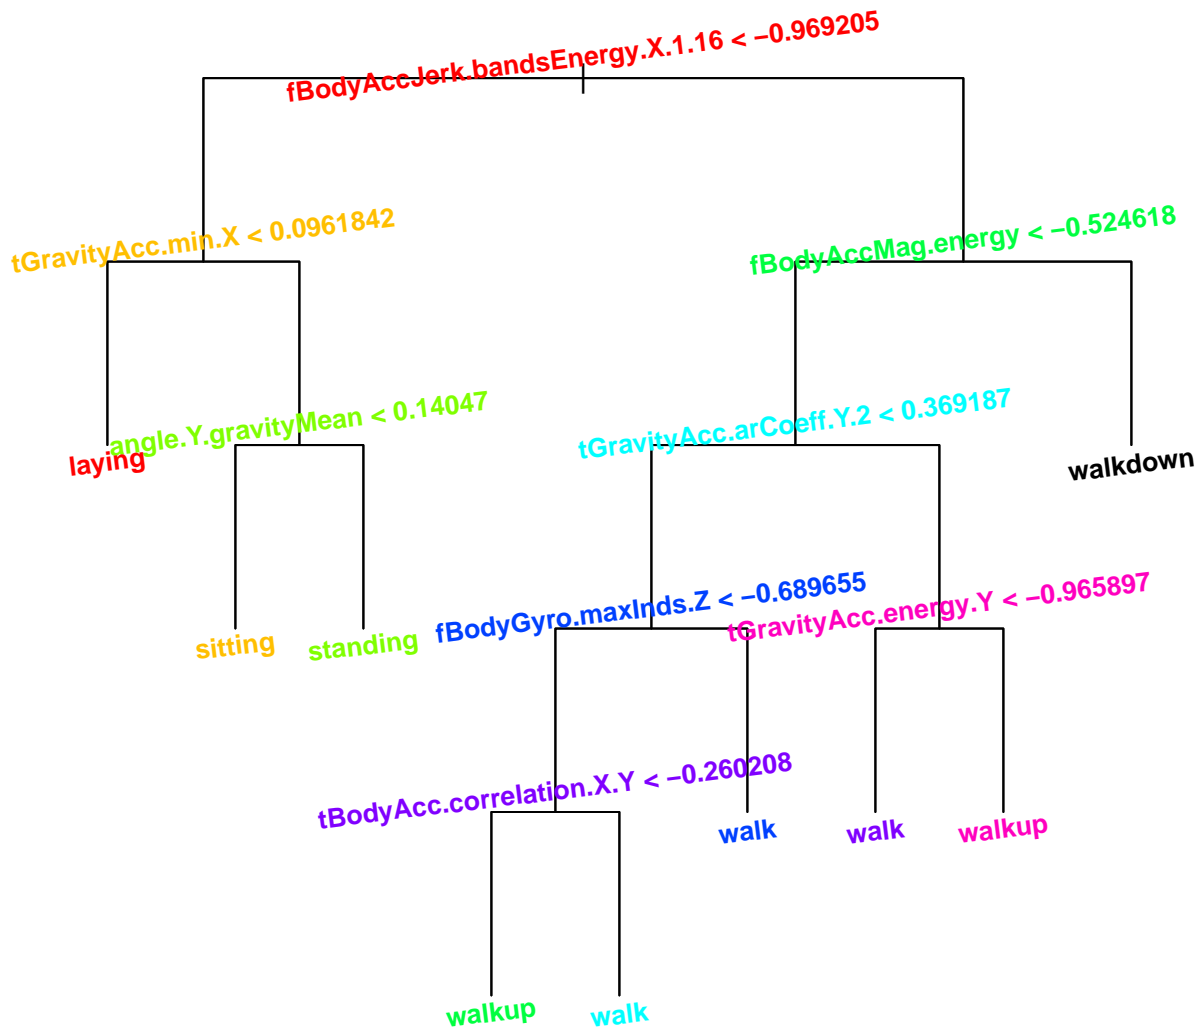 fBodyAccJerk.bandsEnergy.X.1.16 < −0.969205
tGravityAcc.min.X < 0.0961842
fBodyAccMag.energy < −0.524618
laying
angle.Y.gravityMean < 0.14047
tGravityAcc.arCoeff.Y.2 < 0.369187
walkdown
sitting
standing
fBodyGyro.maxInds.Z < −0.689655
tGravityAcc.energy.Y < −0.965897
tBodyAcc.correlation.X.Y < −0.260208
walk
walk
walkup
walkup
walk